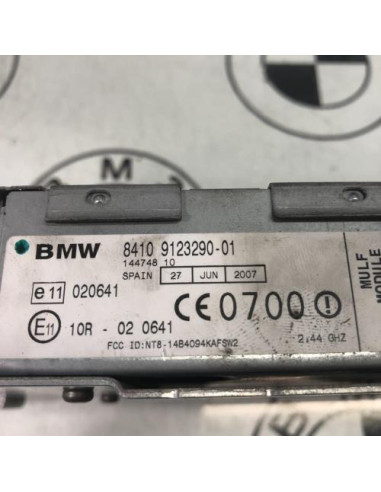 BMW 8410 9123290-01
144748 10
SPAIN 27 JUN 2007
e 11 020641
CE0700
E11 10R - 02 0641
FCC ID:NT8-14B4094KAFSW2
2,44 GHZ
MULF
MODULE
M